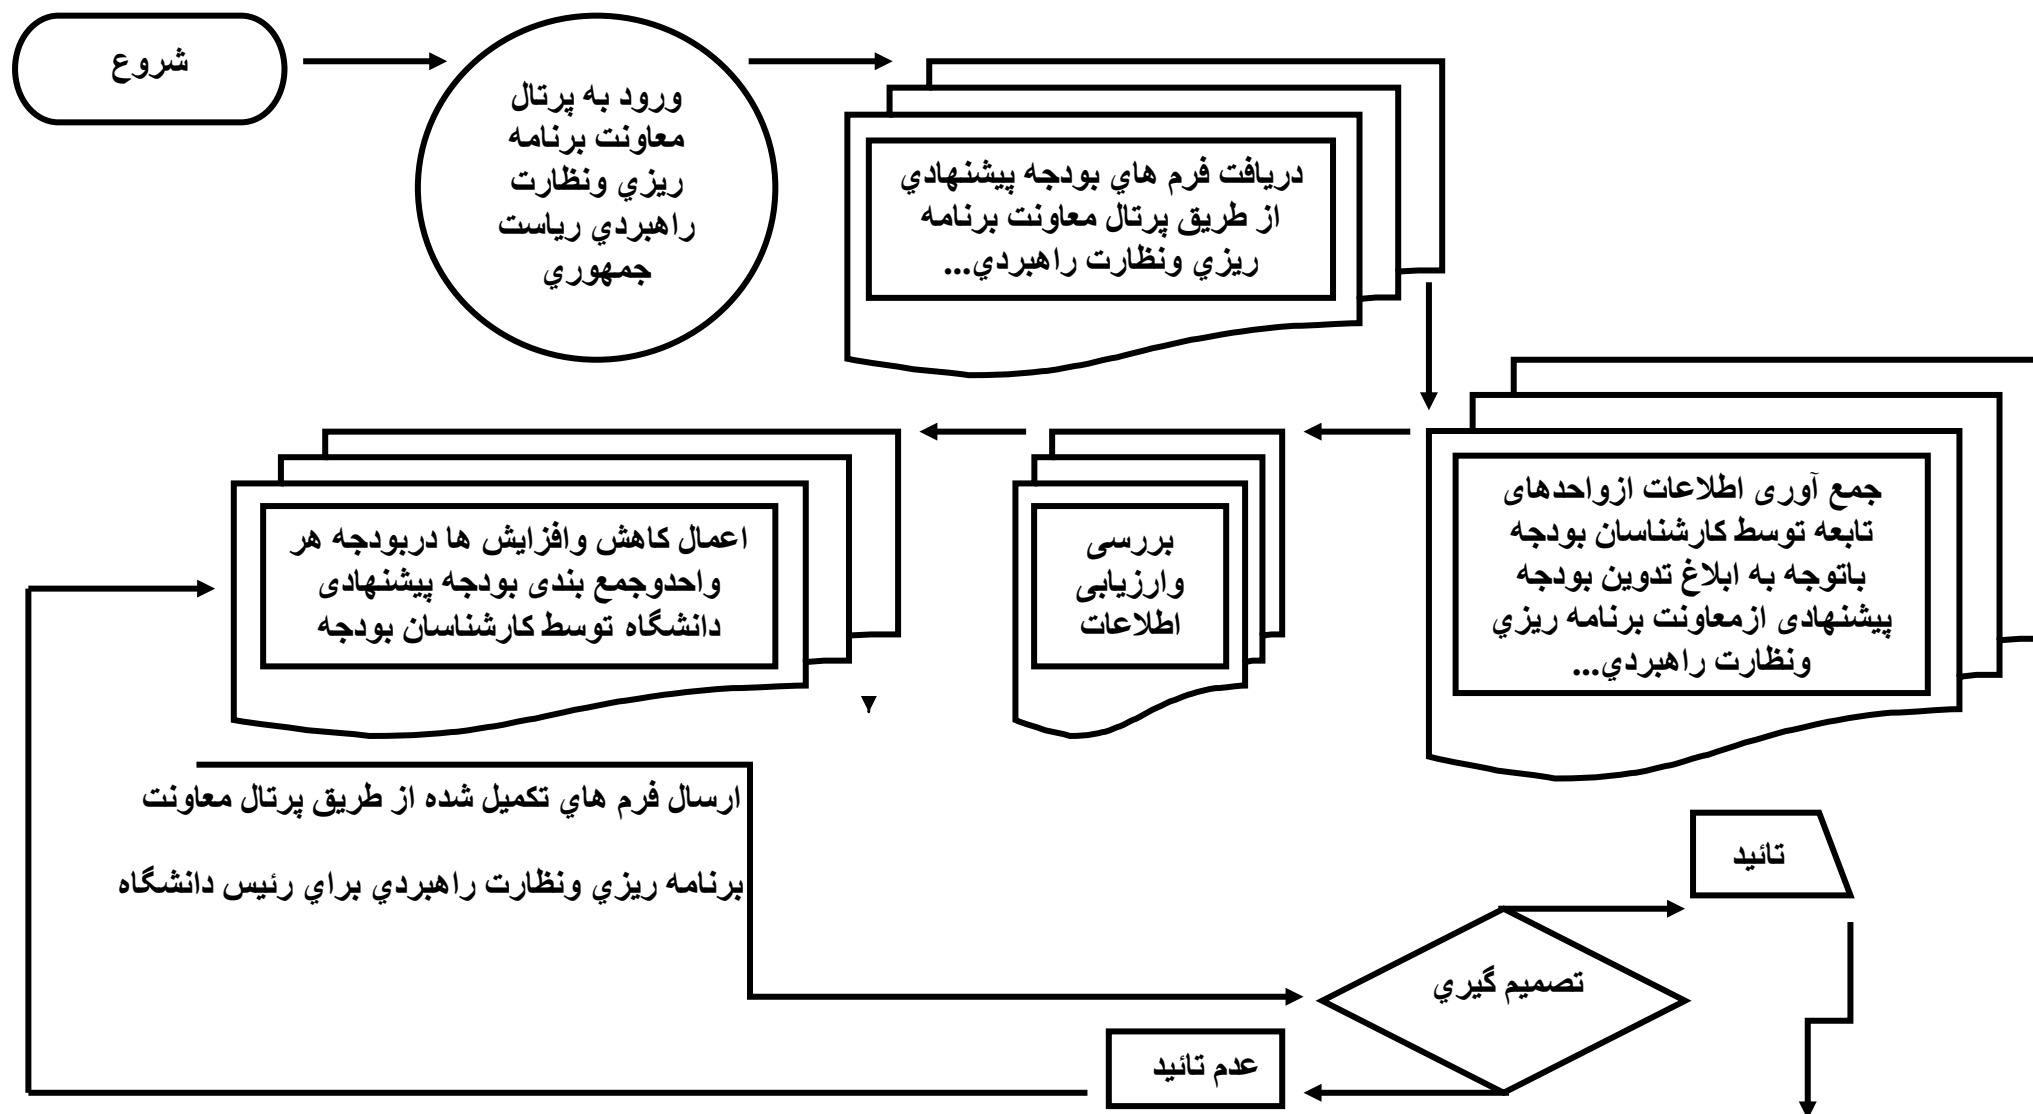 شروع
ورود به پرتال
معاونت برنامه
ريزي ونظارت
راهبردي رياست
جمهوري
دريافت فرم هاي بودجه پيشنهادي
از طريق پرتال معاونت برنامه
ريزي ونظارت راهبردي...
جمع آوری اطلاعات ازواحدهای
تابعه توسط کارشناسان بودجه
باتوجه به ابلاغ تدوین بودجه
پیشنهادی ازمعاونت برنامه ريزي
ونظارت راهبردي...
بررسی
وارزیابی
اطلاعات
اعمال کاهش وافزایش ها دربودجه هر
واحدوجمع بندی بودجه پیشنهادی
دانشگاه توسط کارشناسان بودجه
ارسال فرم هاي تکميل شده از طريق پرتال معاونت
برنامه ريزي ونظارت راهبردي براي رئيس دانشگاه
تائيد
تصميم گيري
عدم تائيد